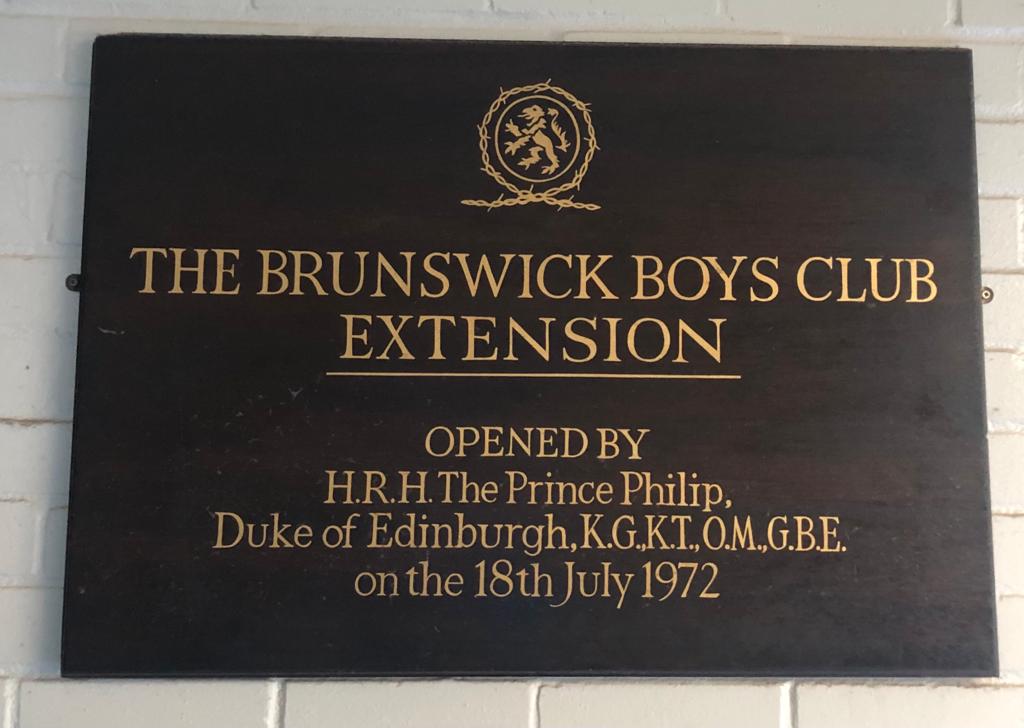 THE BRUNSWICK BOYS CLUB
EXTENSION
OPENED BY
H.R.H. The Prince Philip,
Duke of Edinburgh, K.G., K.T., O.M., G.B.E.
on the 18th July 1972